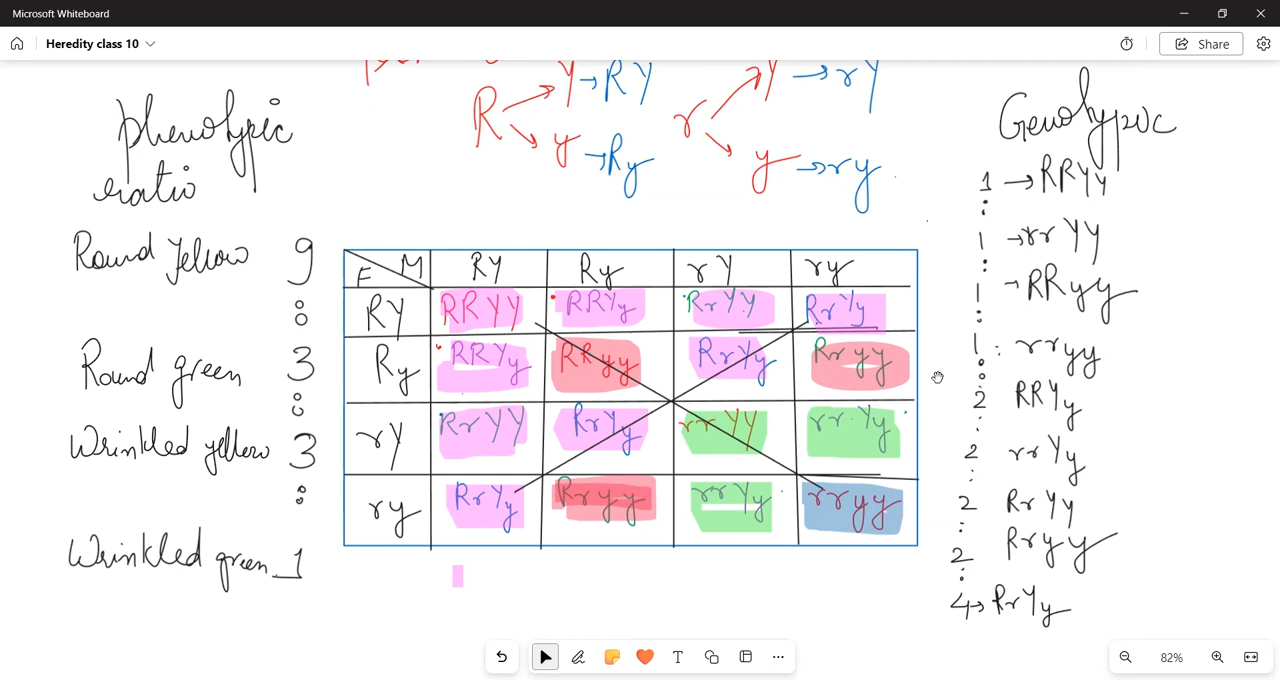 Microsoft Whiteboard
Heredity class 10
Share
R Y → RY
y → Ry
r Y → rY
y → ry
phenotypic
ratio
Round Yellow 9
:
Round green 3
:
Wrinkled yellow 3
:
Wrinkled green 1
F M RY Ry rY ry
RY RRYY RRYy RrYY RrYy
Ry RRYy RRyy RrYy Rryy
rY RrYY RrYy rrYY rrYy
ry RrYy Rryy rrYy rryy
Genotypic
1 → RRYY
:
1 → rrYY
:
1 → RRyy
:
1 : rryy
:
2 RRYy
:
2 rrYy
:
2 RrYY
:
2 Rryy
:
4 → RrYy
82%